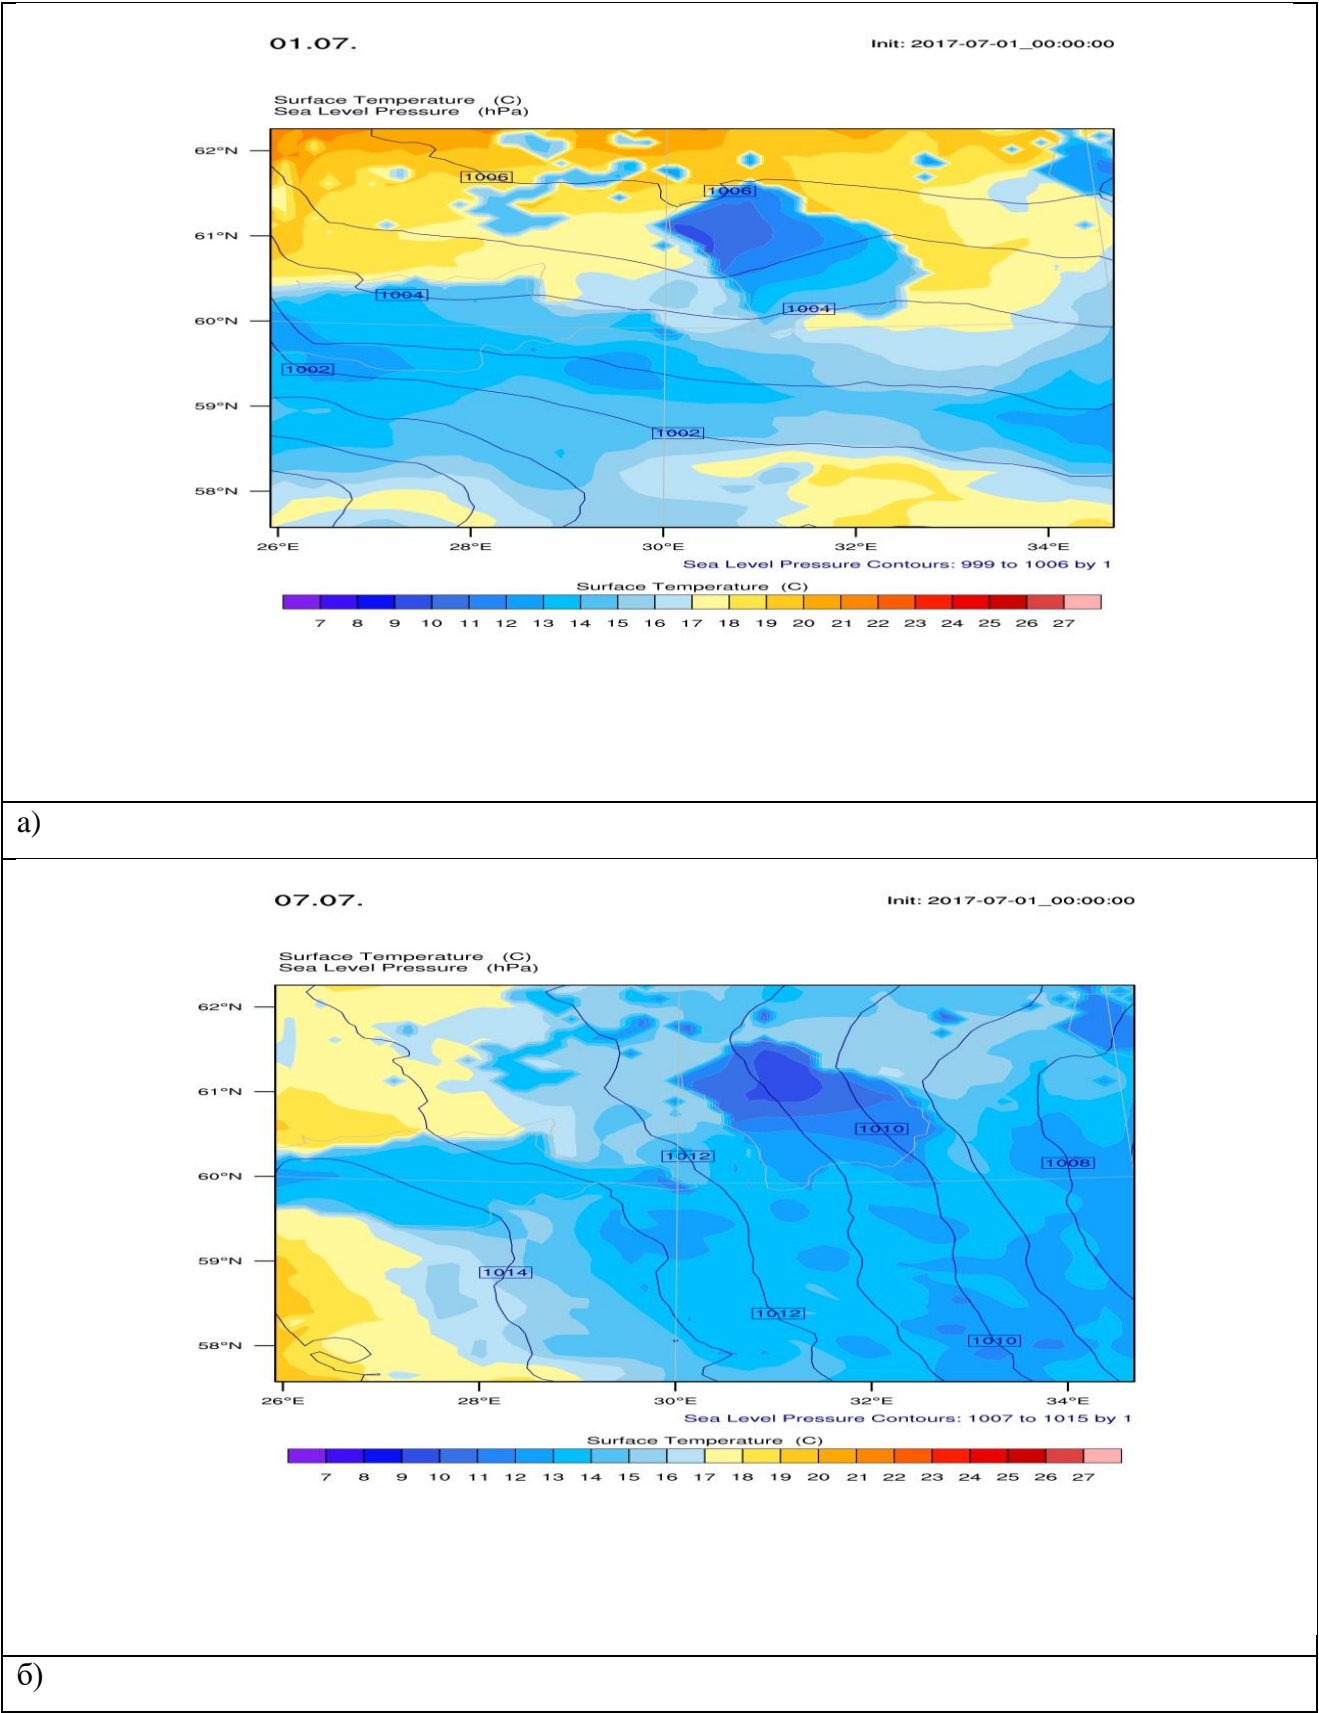 01.07.
Init: 2017-07-01_00:00:00
Surface Temperature (C)
Sea Level Pressure (hPa)
62°N
1006
1006
61°N
1004
1004
60°N
1002
59°N
1002
58°N
26°E 28°E 30°E 32°E 34°E
Sea Level Pressure Contours: 999 to 1006 by 1
Surface Temperature (C)
7 8 9 10 11 12 13 14 15 16 17 18 19 20 21 22 23 24 25 26 27
а)
07.07.
Init: 2017-07-01_00:00:00
Surface Temperature (C)
Sea Level Pressure (hPa)
62°N
61°N
1010
1012
1008
60°N
59°N
1014
1012
58°N
1010
26°E 28°E 30°E 32°E 34°E
Sea Level Pressure Contours: 1007 to 1015 by 1
Surface Temperature (C)
7 8 9 10 11 12 13 14 15 16 17 18 19 20 21 22 23 24 25 26 27
б)